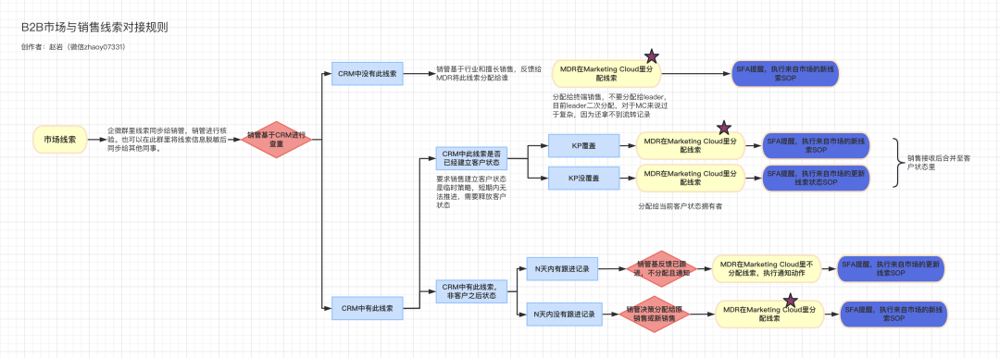 B2B市场与销售线索对接规则
创作者：赵岩（微信zhaoy07331）
市场线索
企微群里线索同步给销管，销管进行核
验。也可以在此群里将线索信息脱敏后
同步给其他同事。
销管基于CRM进行
查重
CRM中没有此线索
销管基于行业和擅长销售，反馈给
MDR将此线索分配给谁
MDR在Marketing Cloud里分
配线索
SFA提醒，执行来自市场的新线
索SOP
分配给终端销售，不要分配给leader，
目前leader二次分配，对于MC来说过
于复杂，因为还拿不到流转记录
CRM中此线索是否
已经建立客户状态
要求销售建立客户状态
是临时策略，短期内无
法推进，需要释放客户
状态
KP覆盖
MDR在Marketing Cloud里分
配线索
SFA提醒，执行来自市场的新线
索SOP
KP没覆盖
MDR在Marketing Cloud里分
配线索
SFA提醒，执行来自市场的更新
线索状态SOP
销售接收后合并至客
户状态里
分配给当前客户状态拥有者
CRM中有此线索
CRM中有此线索，
非客户之后状态
N天内有跟进记录
销管基反馈已跟
进，不分配且通知
MDR在Marketing Cloud里不
分配线索，执行通知动作
SFA提醒，执行来自市场的更新
线索SOP
N天内没有跟进记录
销管决策分配给原
销售或新销售
MDR在Marketing Cloud里分
配线索
SFA提醒，执行来自市场的新线
索SOP